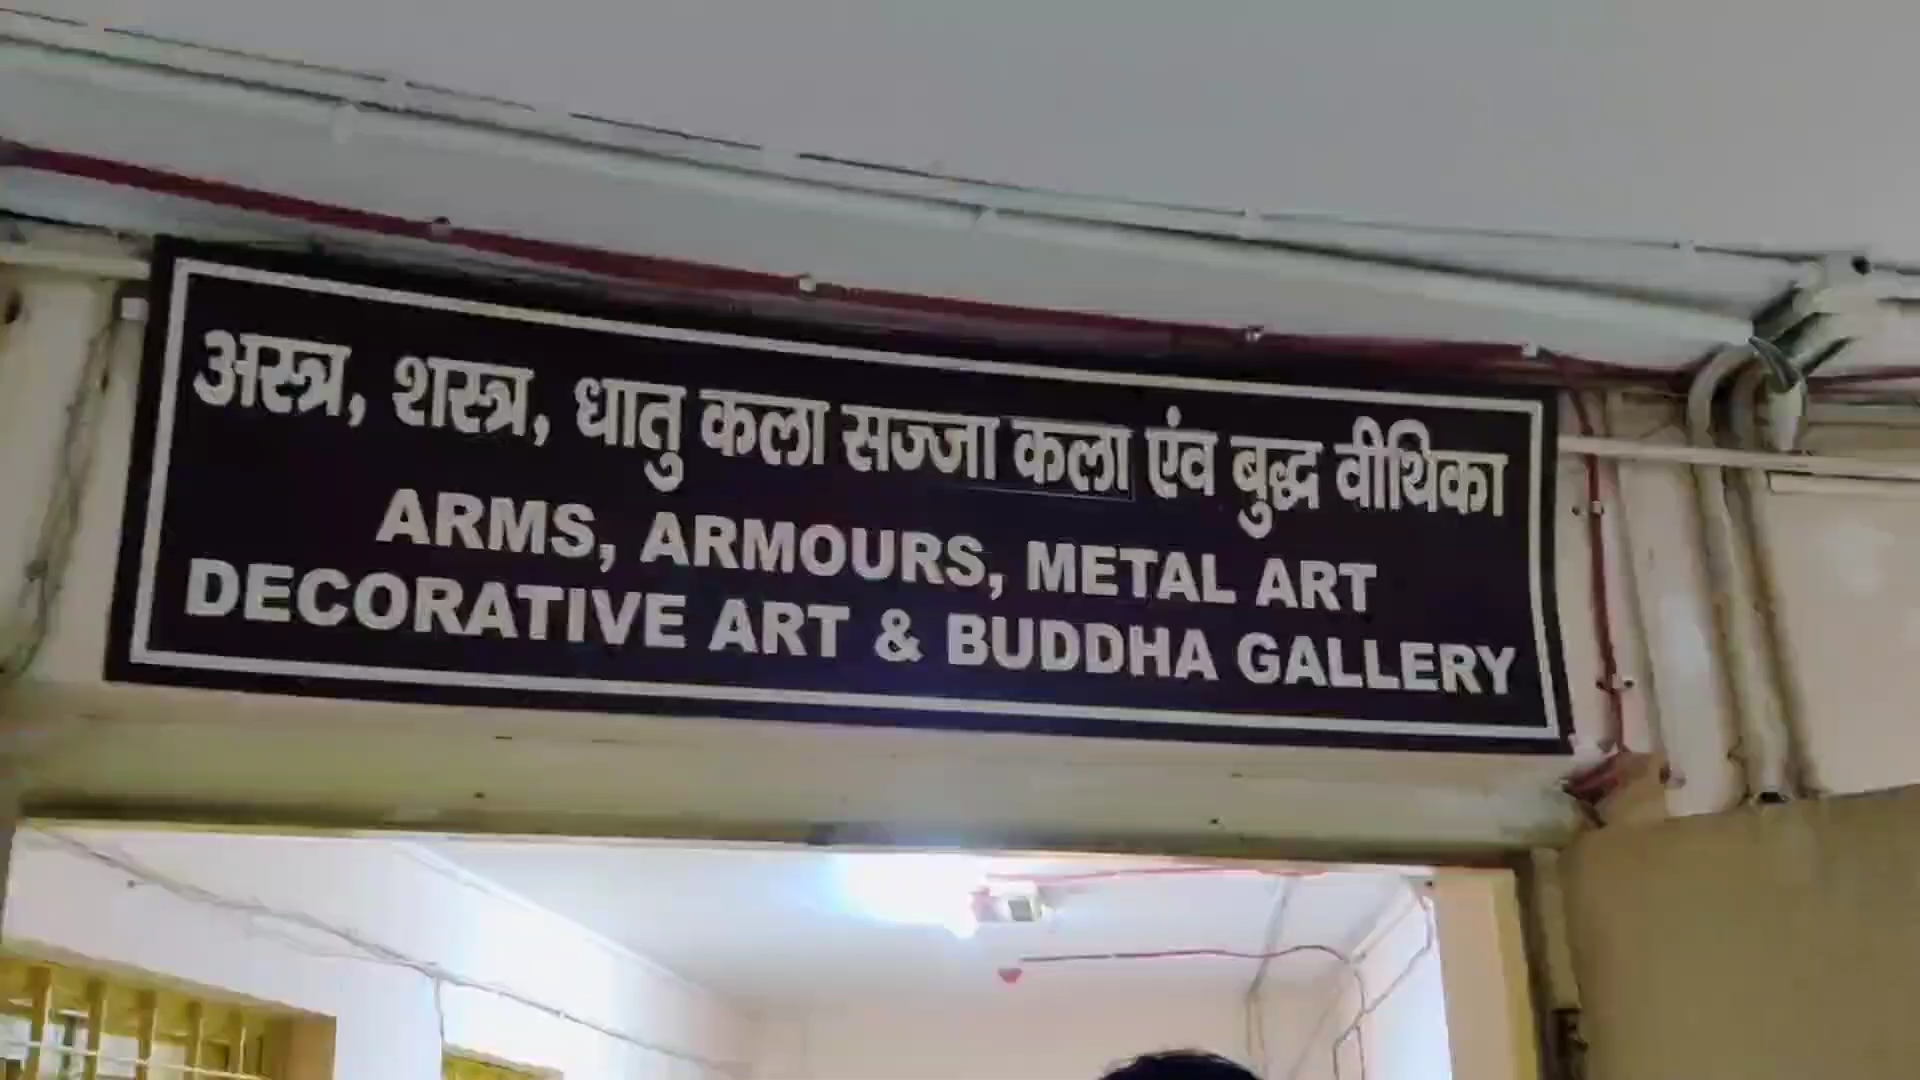 अस्त्र, शस्त्र, धातु कला सज्जा कला एंव बुद्ध वीथिका
ARMS, ARMOURS, METAL ART
DECORATIVE ART & BUDDHA GALLERY